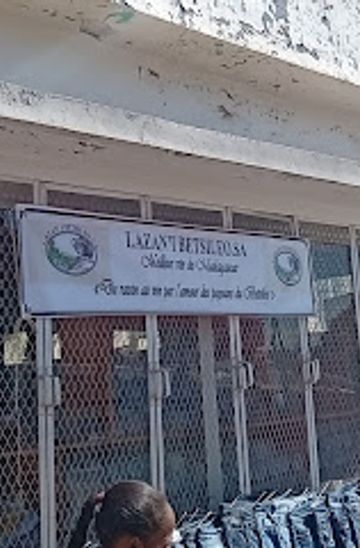 LAZAN'I BETSILEO.SA
Meilleur vin de Madagascar
«Du raisin au vin par l'amour des paysans du Betsileo»